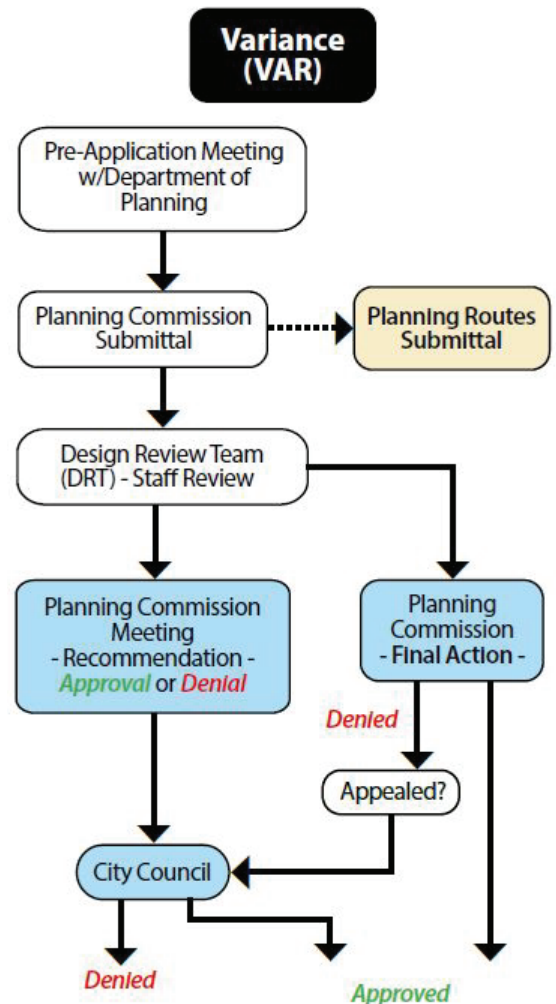 Variance
(VAR)
Pre-Application Meeting
w/Department of
Planning
Planning Commission
Submittal
Planning Routes
Submittal
Design Review Team
(DRT) - Staff Review
Planning Commission
Meeting
- Recommendation -
Approval or Denial
Planning
Commission
- Final Action -
Denied
Appealed?
City Council
Denied
Approved